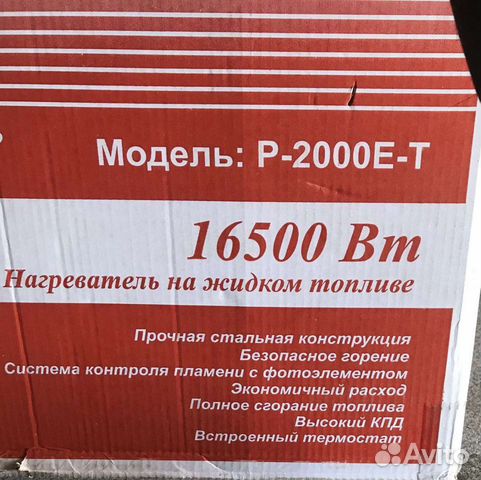 Модель: P-2000E-T
16500 Вт
Нагреватель на жидком топливе
Прочная стальная конструкция
Безопасное горение
Система контроля пламени с фотоэлементом
Экономичный расход
Полное сгорание топлива
Высокий КПД
Встроенный термостат
Avito